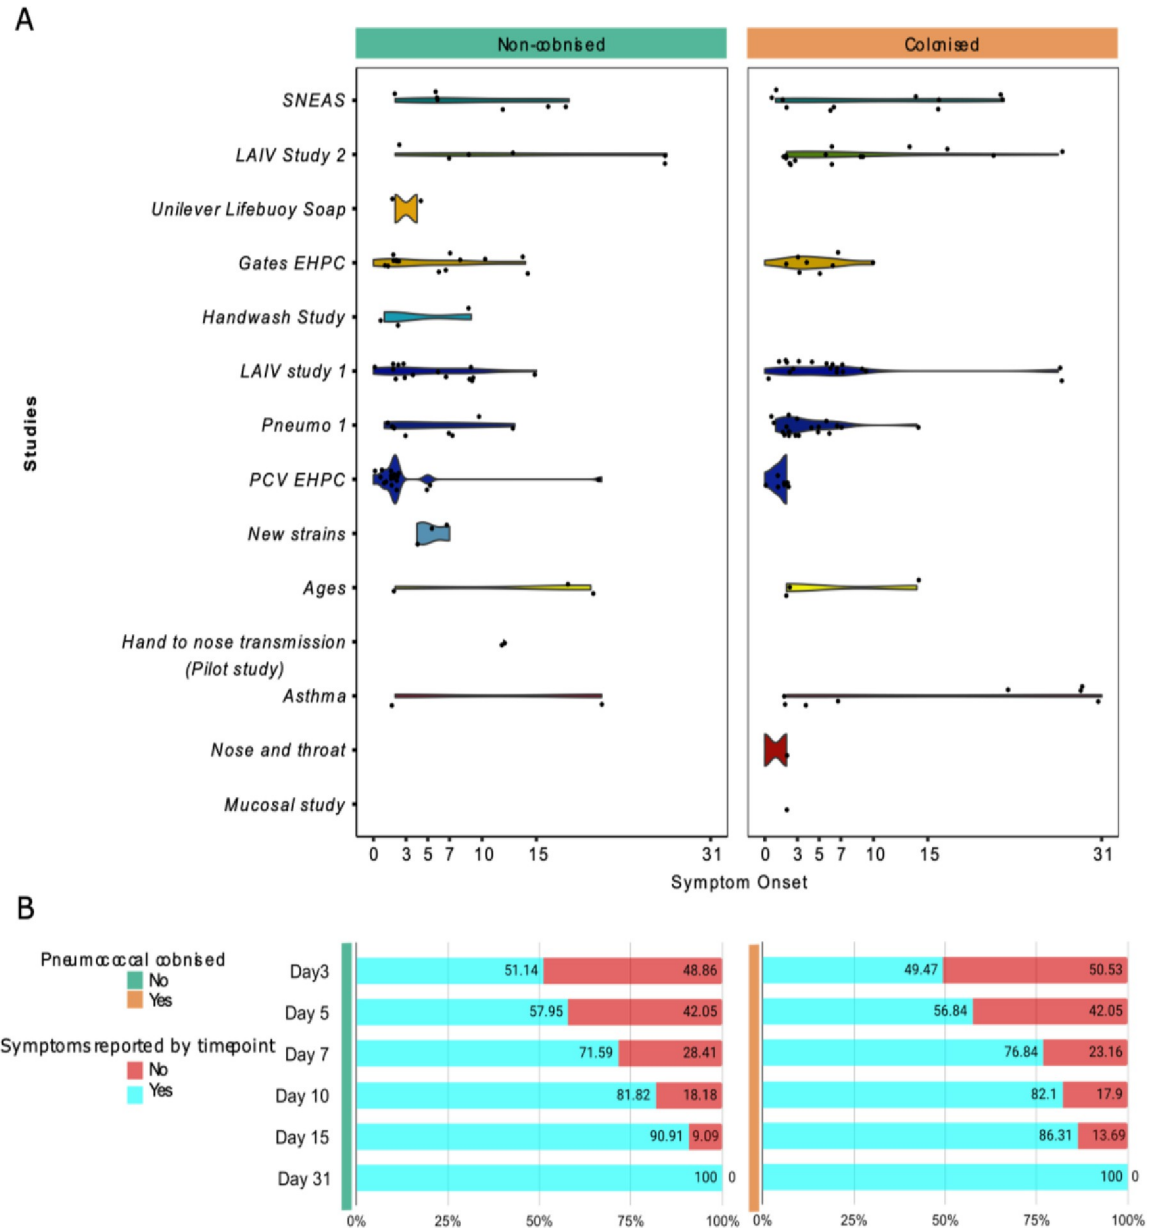 A
Non-cobnised
Colonised
SNEAS
LAIV Study 2
Unilever Lifebuoy Soap
Gates EHPC
Handwash Study
LAIV study 1
Pneumo 1
PCV EHPC
New strains
Ages
Hand to nose transmission
(Pilot study)
Asthma
Nose and throat
Mucosal study
Studies
0 3 5 7 10 15 31
0 3 5 7 10 15 31
Symptom Onset
B
Pneumococcal cobnised
No
Yes
Symptoms reported by timepoint
No
Yes
Day3 51.14 48.86 49.47 50.53
Day 5 57.95 42.05 56.84 42.05
Day 7 71.59 28.41 76.84 23.16
Day 10 81.82 18.18 82.1 17.9
Day 15 90.91 9.09 86.31 13.69
Day 31 100 0 100 0
0% 25% 50% 75% 100% 0% 25% 50% 75% 100%